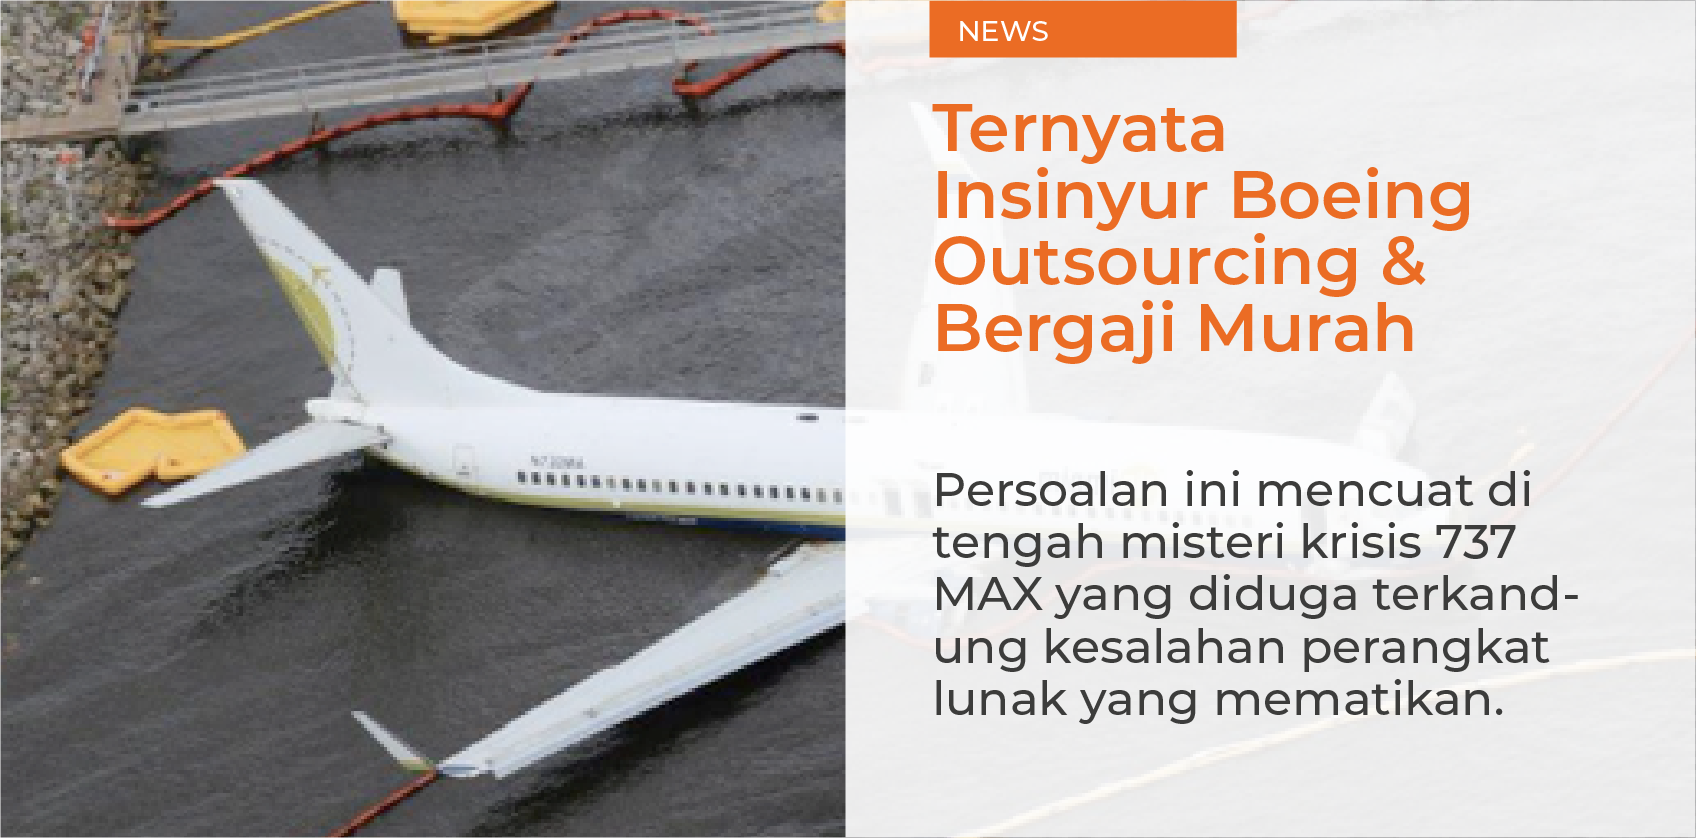 NEWS
Ternyata
Insinyur Boeing
Outsourcing &
Bergaji Murah
Persoalan ini mencuat di
tengah misteri krisis 737
MAX yang diduga terkand-
ung kesalahan perangkat
lunak yang mematikan.